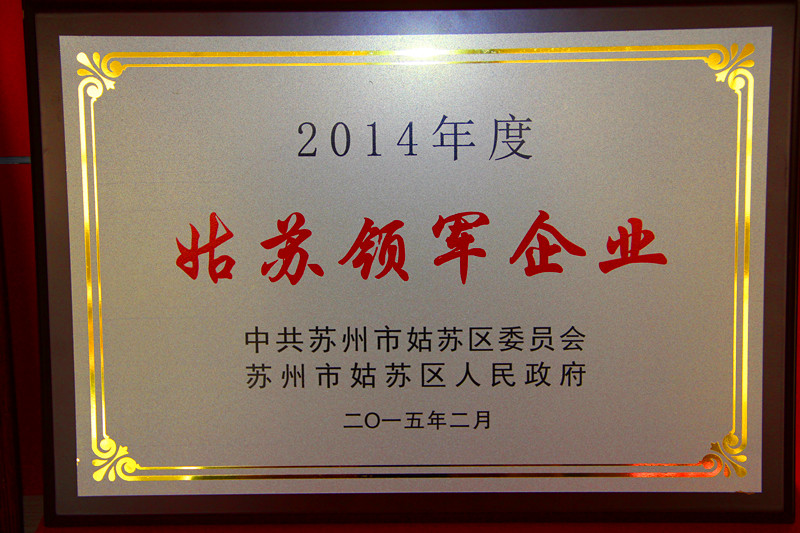 2014年度
姑苏领军企业
中共苏州市姑苏区委员会
苏州市姑苏区人民政府
二〇一五年二月